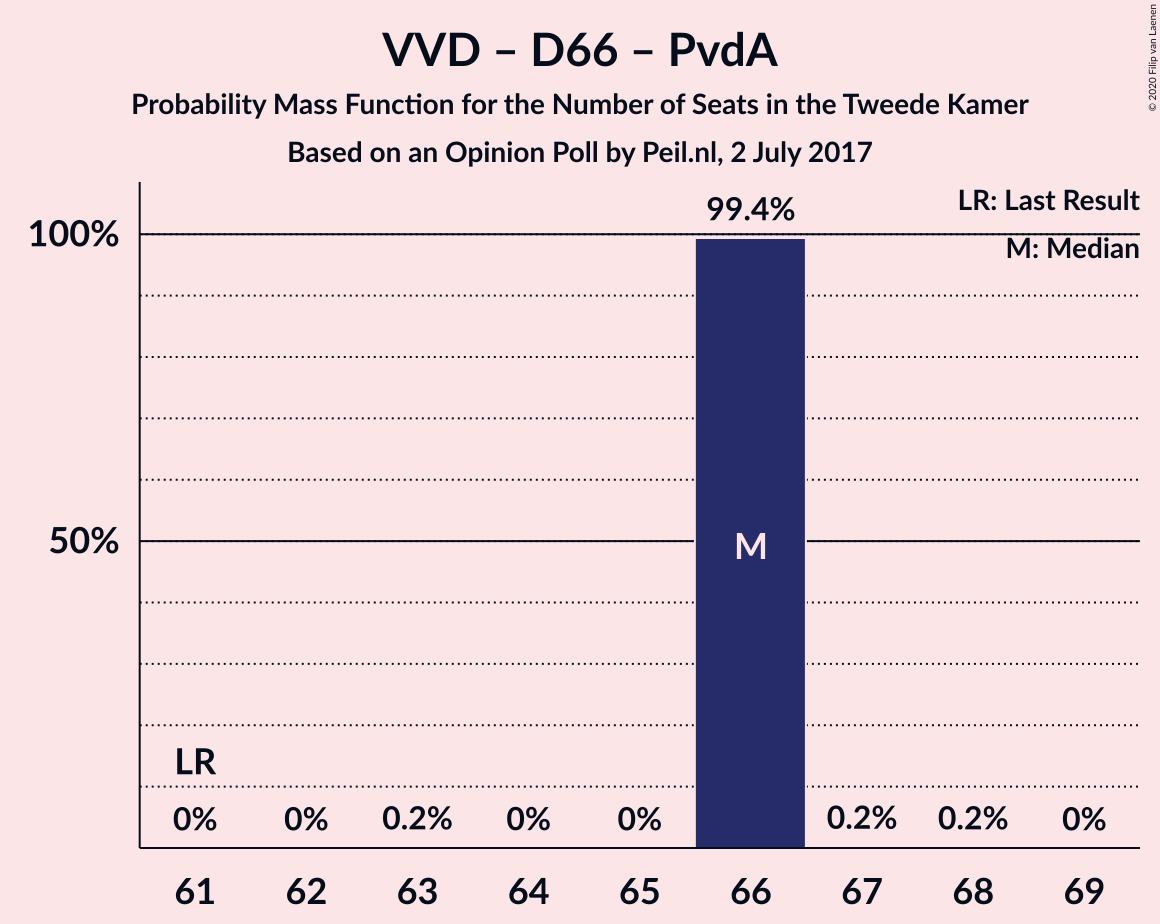 VVD – D66 – PvdA
Probability Mass Function for the Number of Seats in the Tweede Kamer
Based on an Opinion Poll by Peil.nl, 2 July 2017
© 2020 Filip van Laenen
LR: Last Result
M: Median
99.4%
100%
50%
M
LR
0% 0% 0.2% 0% 0% 0.2% 0.2% 0%
61 62 63 64 65 66 67 68 69